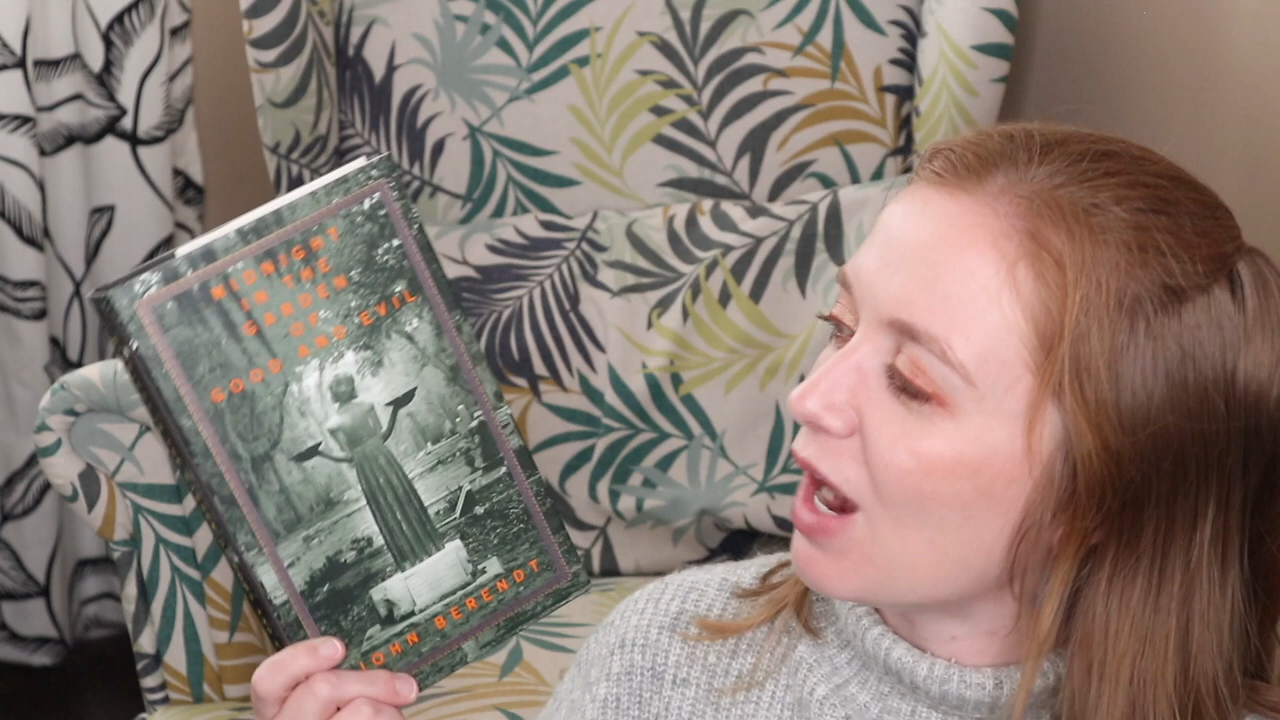 MIDNIGHT
IN THE
GARDEN
OF
GOOD AND EVIL
JOHN BERENDT